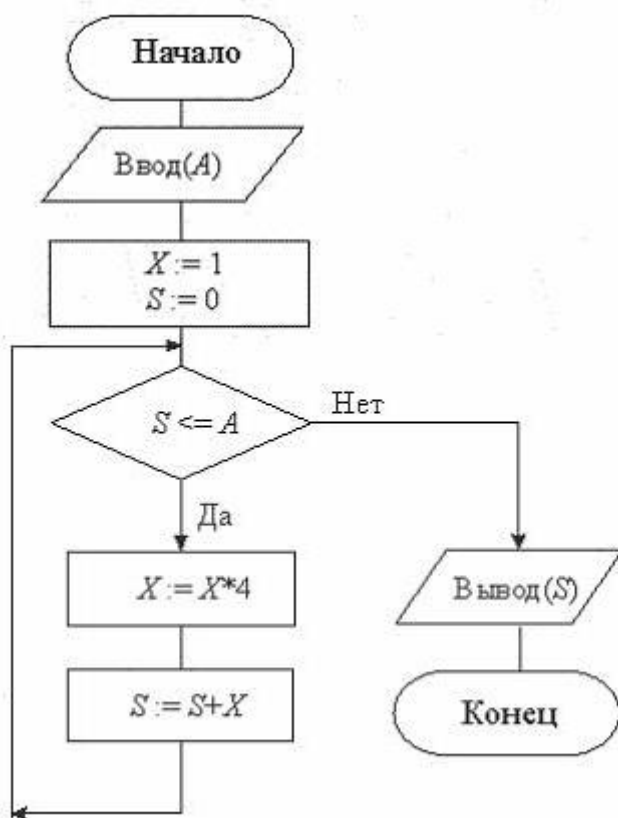 Начало
Ввод(A)
X := 1
S := 0
S <= A
Нет
Да
X := X*4
Вывод(S)
S := S+X
Конец